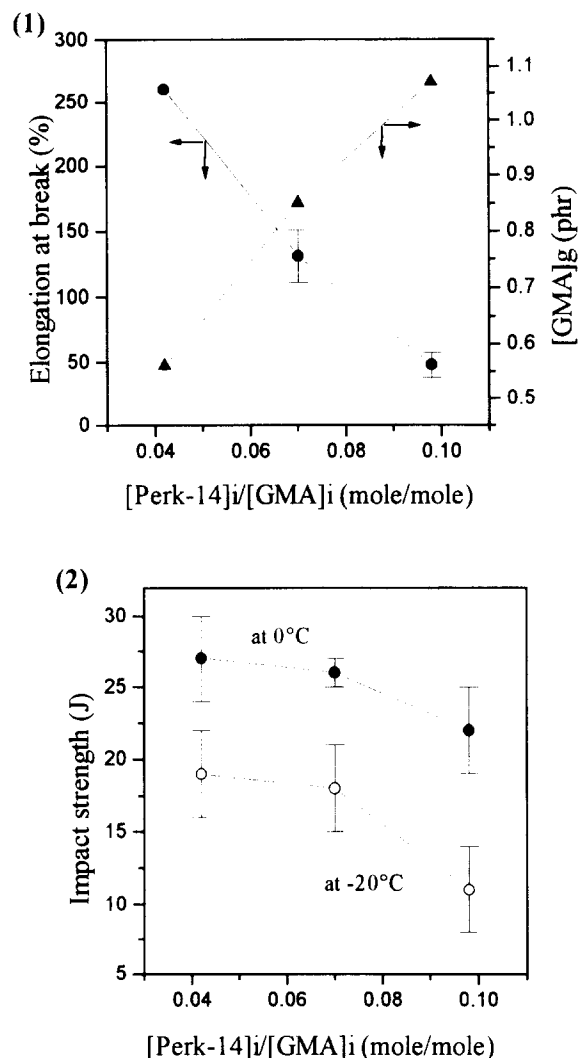 (1)
300
250
200
150
100
50
0
Elongation at break (%)
1.1
1.0
0.9
0.8
0.7
0.6
0.5
[GMA]g (phr)
0.04 0.06 0.08 0.10
[Perk-14]i/[GMA]i (mole/mole)
(2)
30
25
20
15
10
5
Impact strength (J)
at 0°C
at -20°C
0.04 0.06 0.08 0.10
[Perk-14]i/[GMA]i (mole/mole)